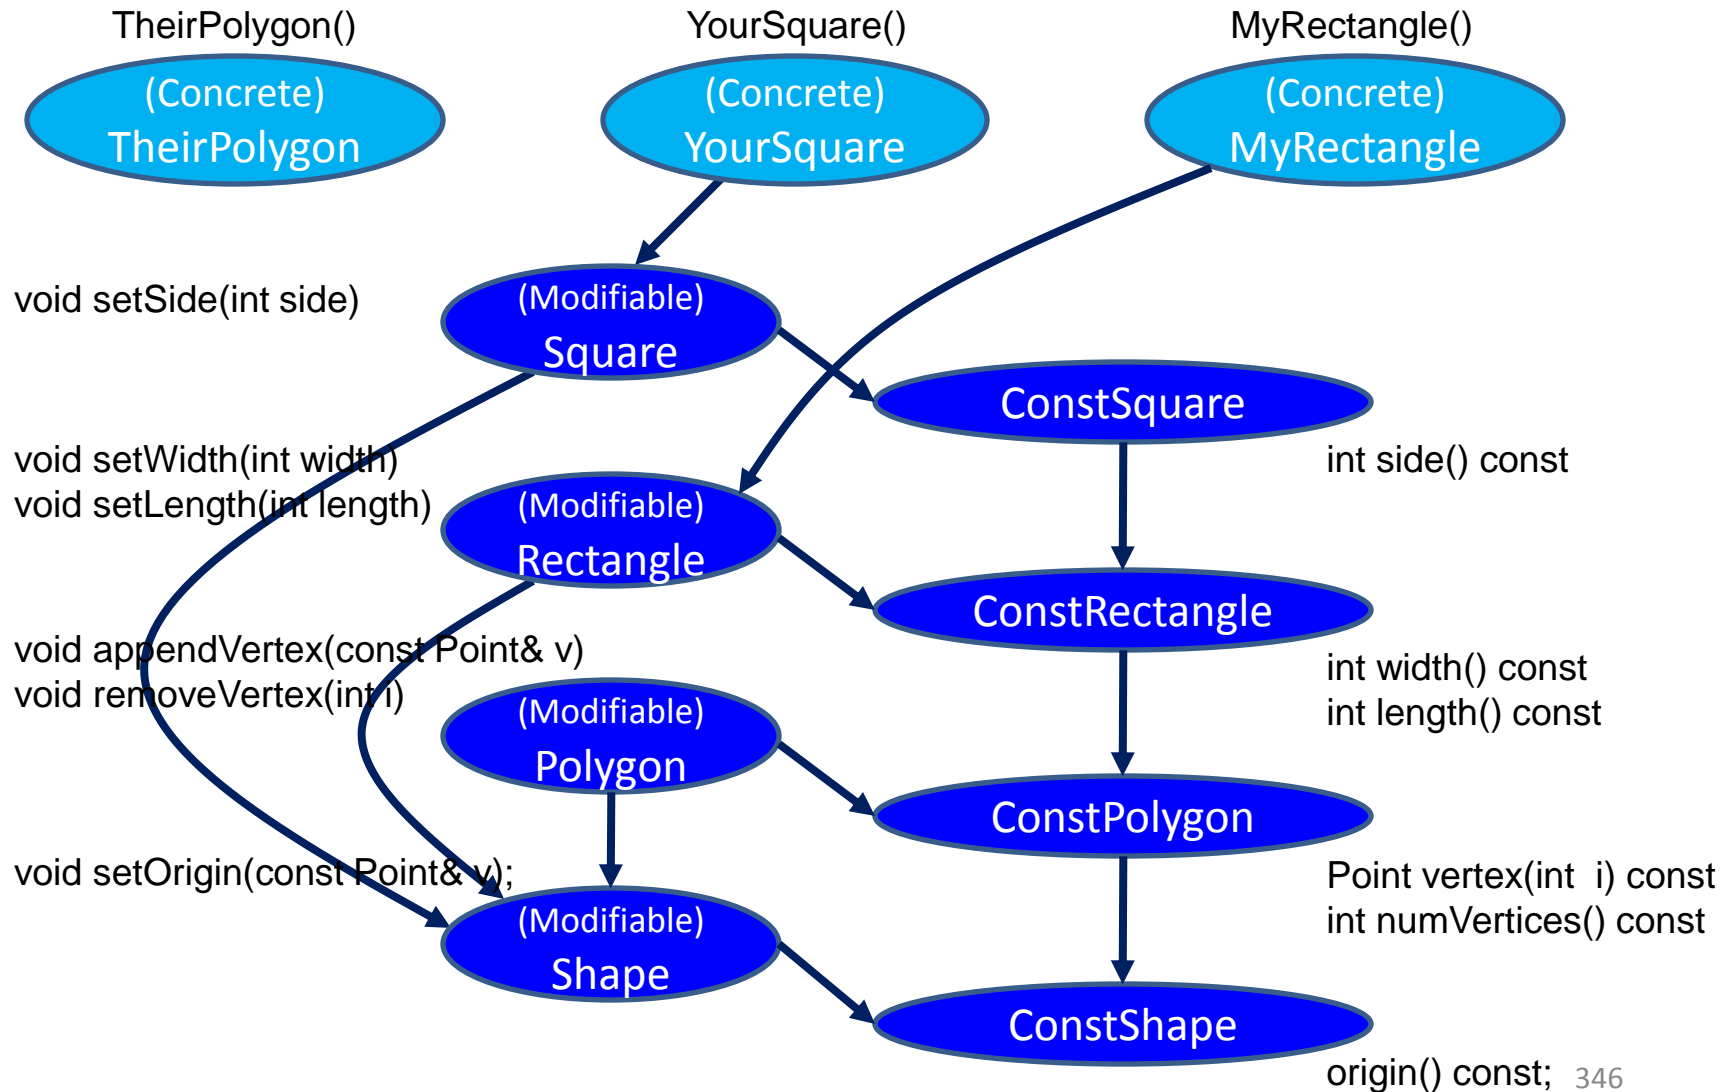 TheirPolygon()
YourSquare()
MyRectangle()
(Concrete)
TheirPolygon
(Concrete)
YourSquare
(Concrete)
MyRectangle
void setSide(int side)
(Modifiable)
Square
ConstSquare
int side() const
void setWidth(int width)
void setLength(int length)
(Modifiable)
Rectangle
ConstRectangle
int width() const
int length() const
void appendVertex(const Point& v)
void removeVertex(int i)
(Modifiable)
Polygon
ConstPolygon
Point vertex(int i) const
int numVertices() const
void setOrigin(const Point& v);
(Modifiable)
Shape
ConstShape
origin() const;
346